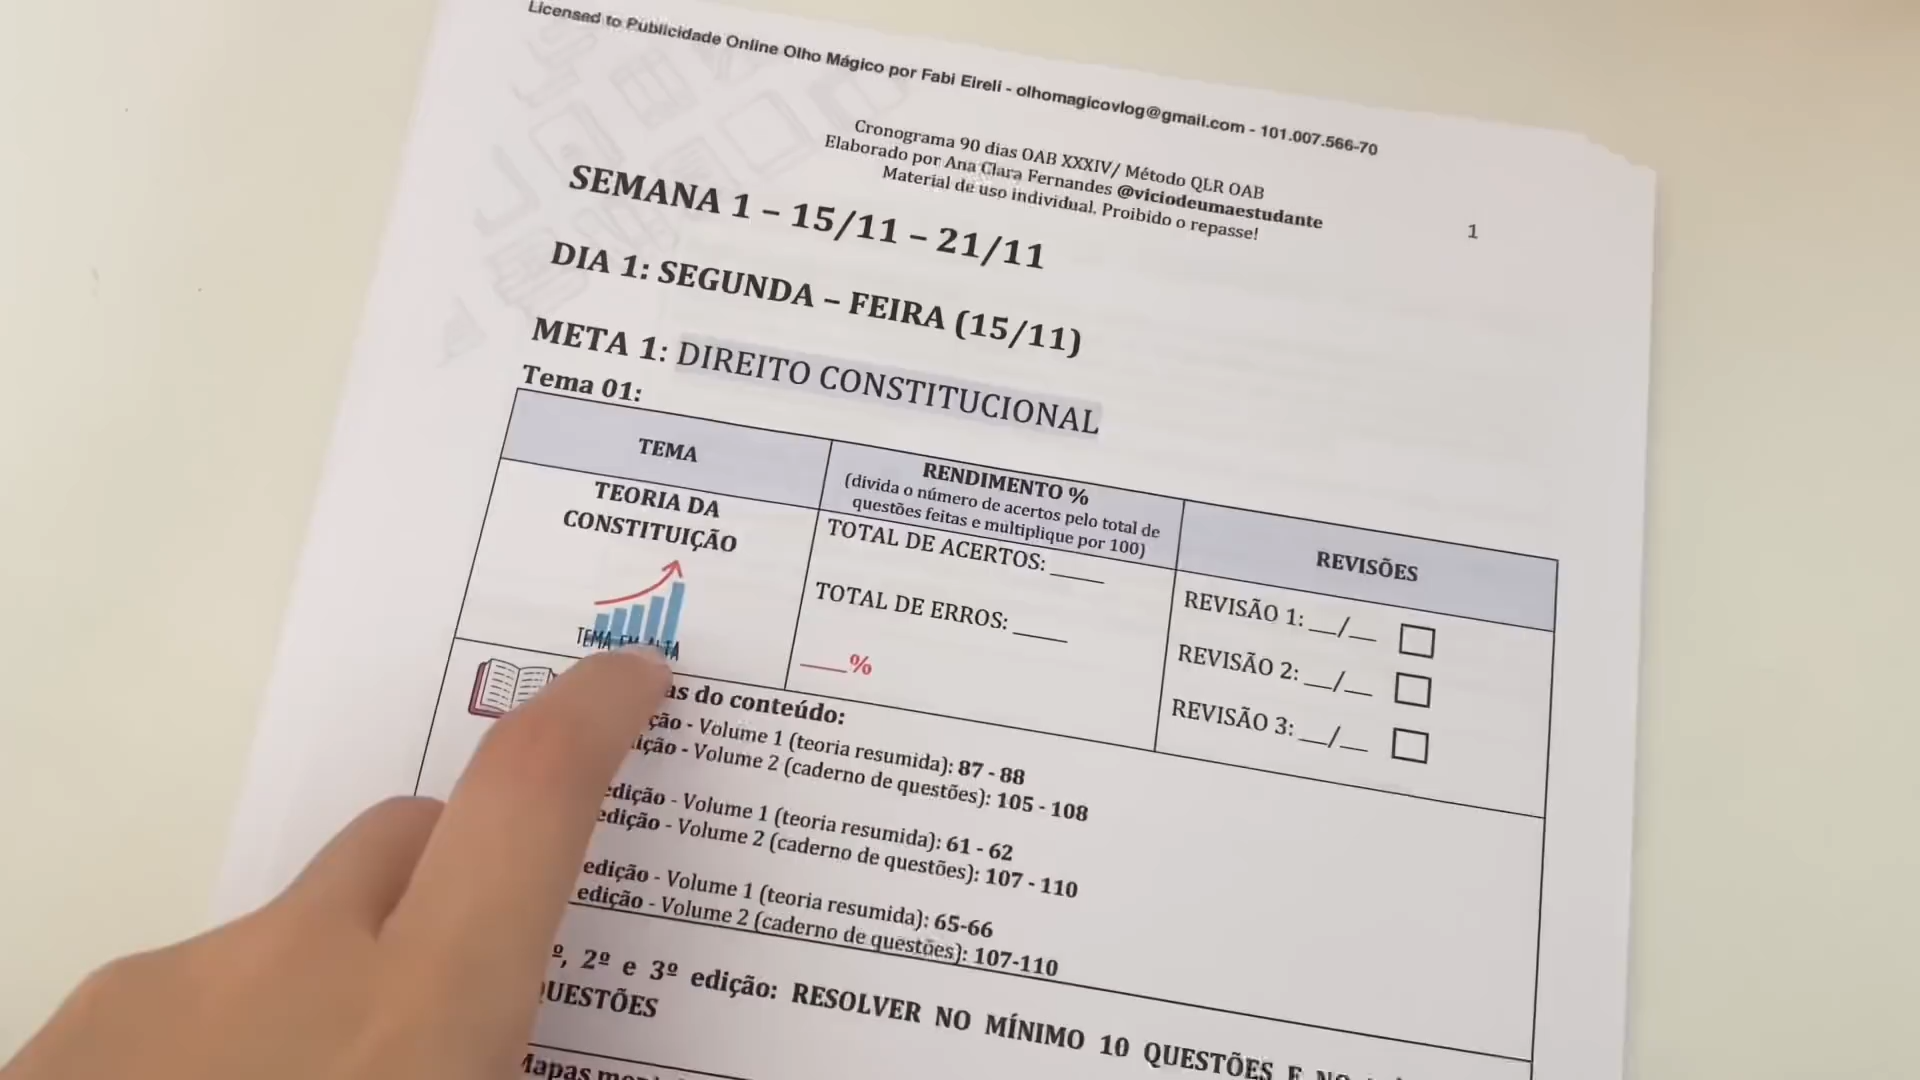 Licensed to Publicidade Online Olho Mágico por Fabi Eireli - olhomagicovlog@gmail.com - 101.007.566-70
Cronograma 90 dias OAB XXXIV/ Método QLR OAB
Elaborado por Ana Clara Fernandes @viciodeumaestudante
Material de uso individual. Proibido o repasse!
1
SEMANA 1 – 15/11 – 21/11
DIA 1: SEGUNDA – FEIRA (15/11)
META 1: DIREITO CONSTITUCIONAL
Tema 01:
TEMA
RENDIMENTO %
(divida o número de acertos pelo total de
questões feitas e multiplique por 100)
REVISÕES
TEORIA DA
CONSTITUIÇÃO
TEMA EM ALTA
TOTAL DE ACERTOS: _____
TOTAL DE ERROS: _____
____%
REVISÃO 1: __/__
REVISÃO 2: __/__
REVISÃO 3: __/__
do conteúdo:
- Volume 1 (teoria resumida): 87 - 88
- Volume 2 (caderno de questões): 105 - 108
edição - Volume 1 (teoria resumida): 61 - 62
edição - Volume 2 (caderno de questões): 107 - 110
edição - Volume 1 (teoria resumida): 65-66
edição - Volume 2 (caderno de questões): 107-110
2º e 3º edição: RESOLVER NO MÍNIMO 10 QUESTÕES E NO
QUESTÕES